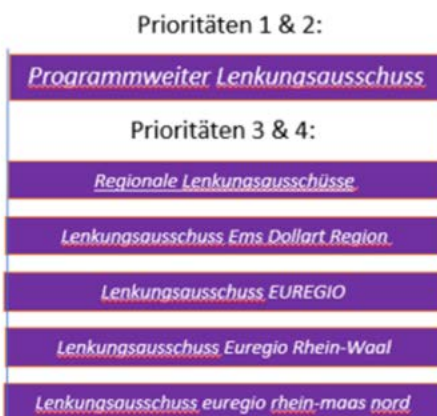 Prioritäten 1 & 2:
Programmweiter Lenkungsausschuss
Prioritäten 3 & 4:
Regionale Lenkungsausschüsse
Lenkungsausschuss Ems Dollart Region
Lenkungsausschuss EUREGIO
Lenkungsausschuss Euregio Rhein-Waal
Lenkungsausschuss euregio rhein-maas nord